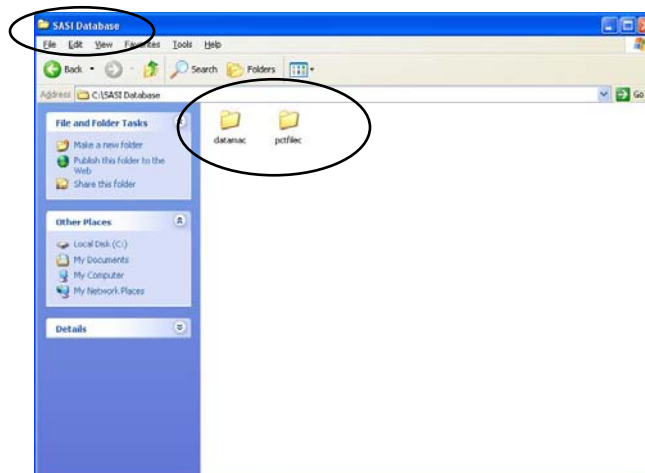 SASI Database
File Edit View Favorites Tools Help
Back Search Folders
Address C:\SASI Database Go
File and Folder Tasks
Make a new folder
Publish this folder to the
Web
Share this folder
datamac pctfilec
Other Places
Local Disk (C:)
My Documents
My Computer
My Network Places
Details